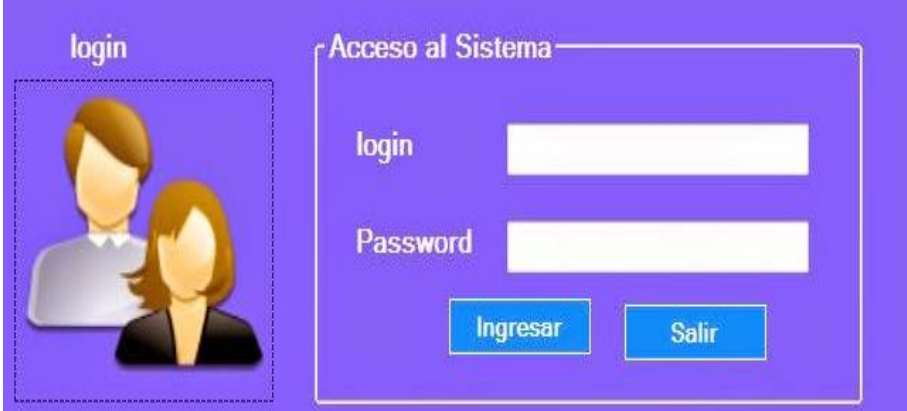 login
Acceso al Sistema
login
Password
Ingresar
Salir